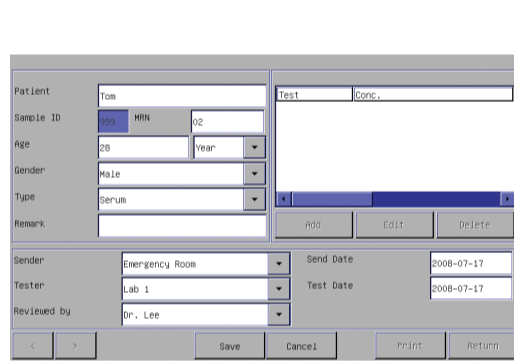 Patient Tom
Test Conc.
Sample ID 999 MRN 02
Age 28 Year
Gender Male
Type Serum
Remark
Add Edit Delete
Sender Emergency Room Send Date 2008-07-17
Tester Lab 1 Test Date 2008-07-17
Reviewed by Dr. Lee
< > Save Cancel Print Return